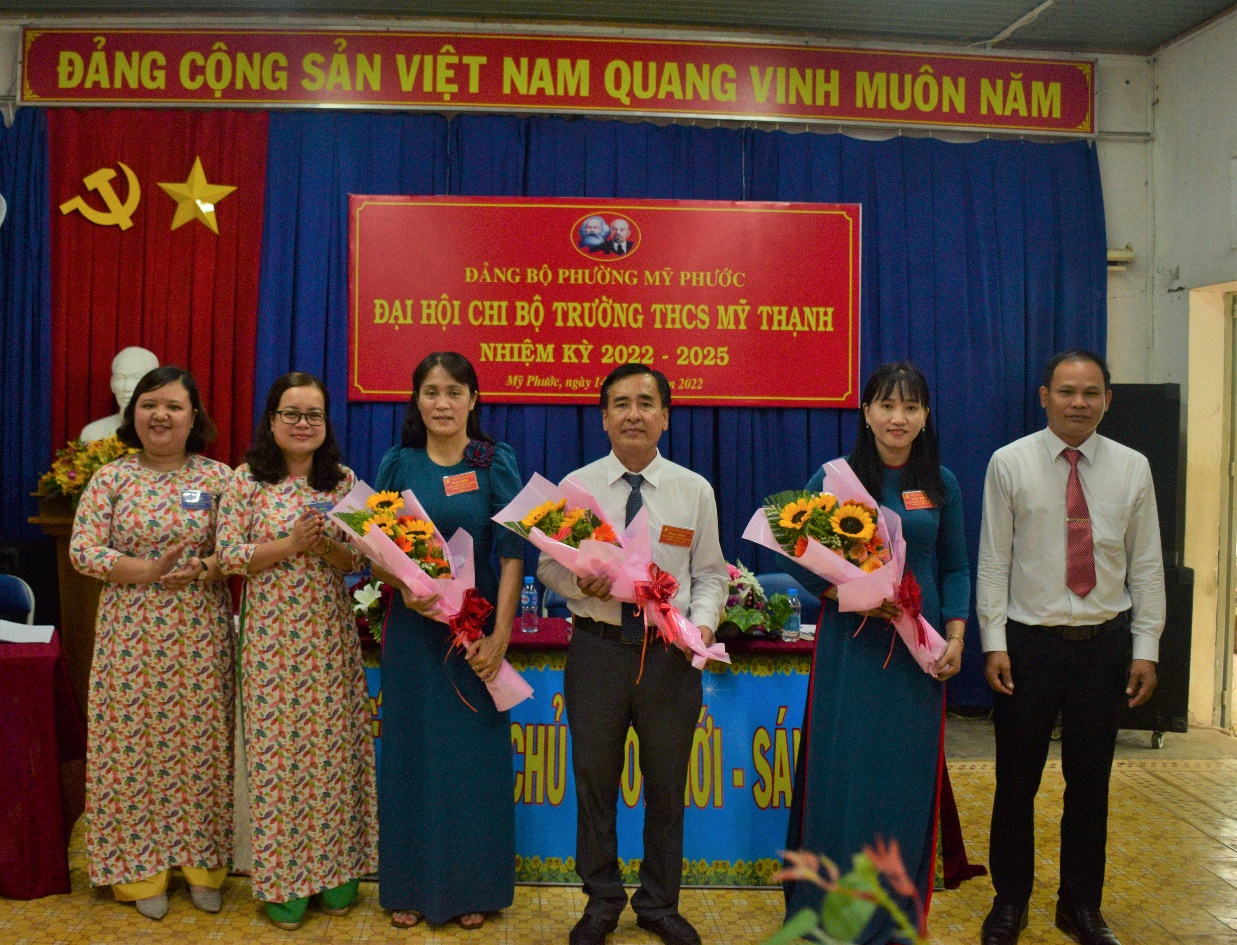 ĐẢNG CỘNG SẢN VIỆT NAM QUANG VINH MUÔN NĂM
ĐẢNG BỘ PHƯỜNG MỸ PHƯỚC
ĐẠI HỘI CHI BỘ TRƯỜNG THCS MỸ THẠNH
NHIỆM KỲ 2022 - 2025
Mỹ Phước, ngày 2022
CHỦ ỚI - SÁ